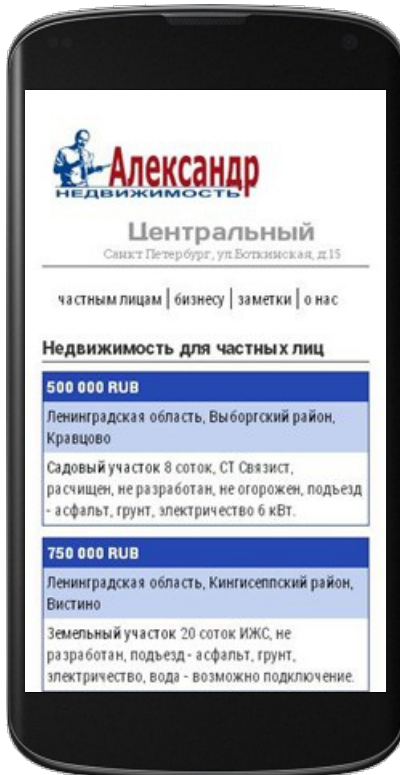 Александр
НЕДВИЖИМОСТЬ
Центральный
Санкт Петербург, ул.Боткинская, д.15
частным лицам | бизнесу | заметки | о нас
Недвижимость для частных лиц
500 000 RUB
Ленинградская область, Выборгский район,
Кравцово
Садовый участок 8 соток, СТ Связист,
расчищен, не разработан, не огорожен, подъезд
- асфальт, грунт, электричество 6 кВт.
750 000 RUB
Ленинградская область, Кингисеппский район,
Вистино
Земельный участок 20 соток ИЖС, не
разработан, подъезд - асфальт, грунт,
электричество, вода - возможно подключение.